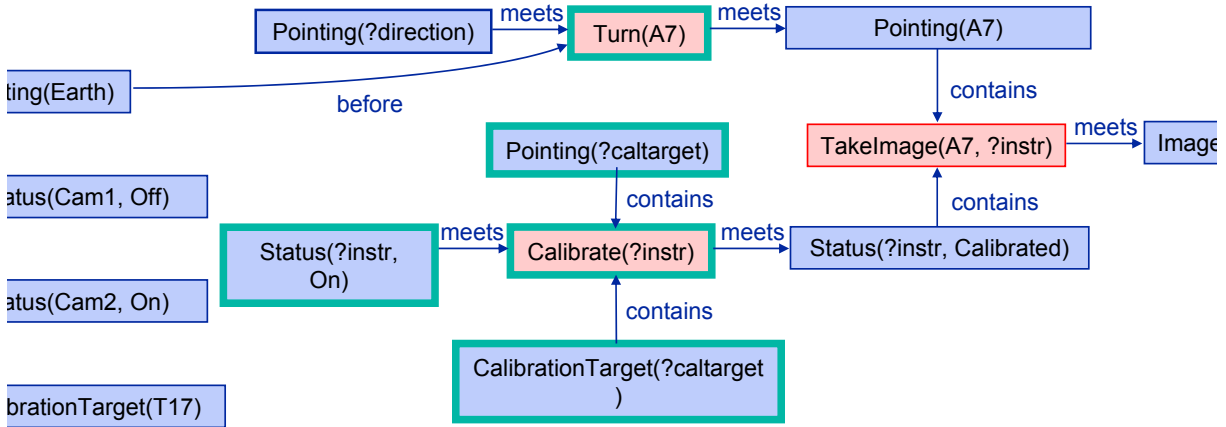 meets
meets
Pointing(?direction)
Turn(A7)
Pointing(A7)
ting(Earth)
before
contains
Pointing(?caltarget)
TakeImage(A7, ?instr)
meets
Image
atus(Cam1, Off)
contains
contains
meets
meets
Status(?instr,
On)
Calibrate(?instr)
Status(?instr, Calibrated)
atus(Cam2, On)
contains
CalibrationTarget(?caltarget
)
brationTarget(T17)